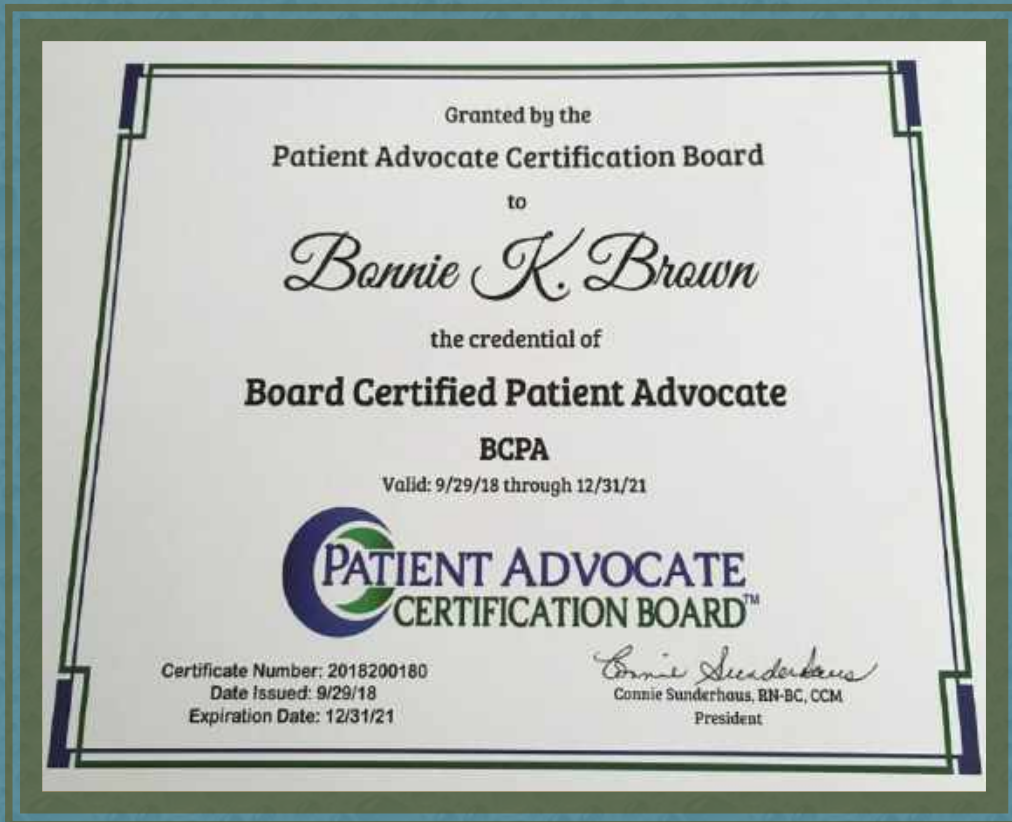 Granted by the
Patient Advocate Certification Board
to
Bonnie K. Brown
the credential of
Board Certified Patient Advocate
BCPA
Valid: 9/29/18 through 12/31/21
PATIENT ADVOCATE
CERTIFICATION BOARD™
Certificate Number: 2018200180
Date Issued: 9/29/18
Expiration Date: 12/31/21
Connie Sunderhaus
Connie Sunderhaus, RN-BC, CCM
President